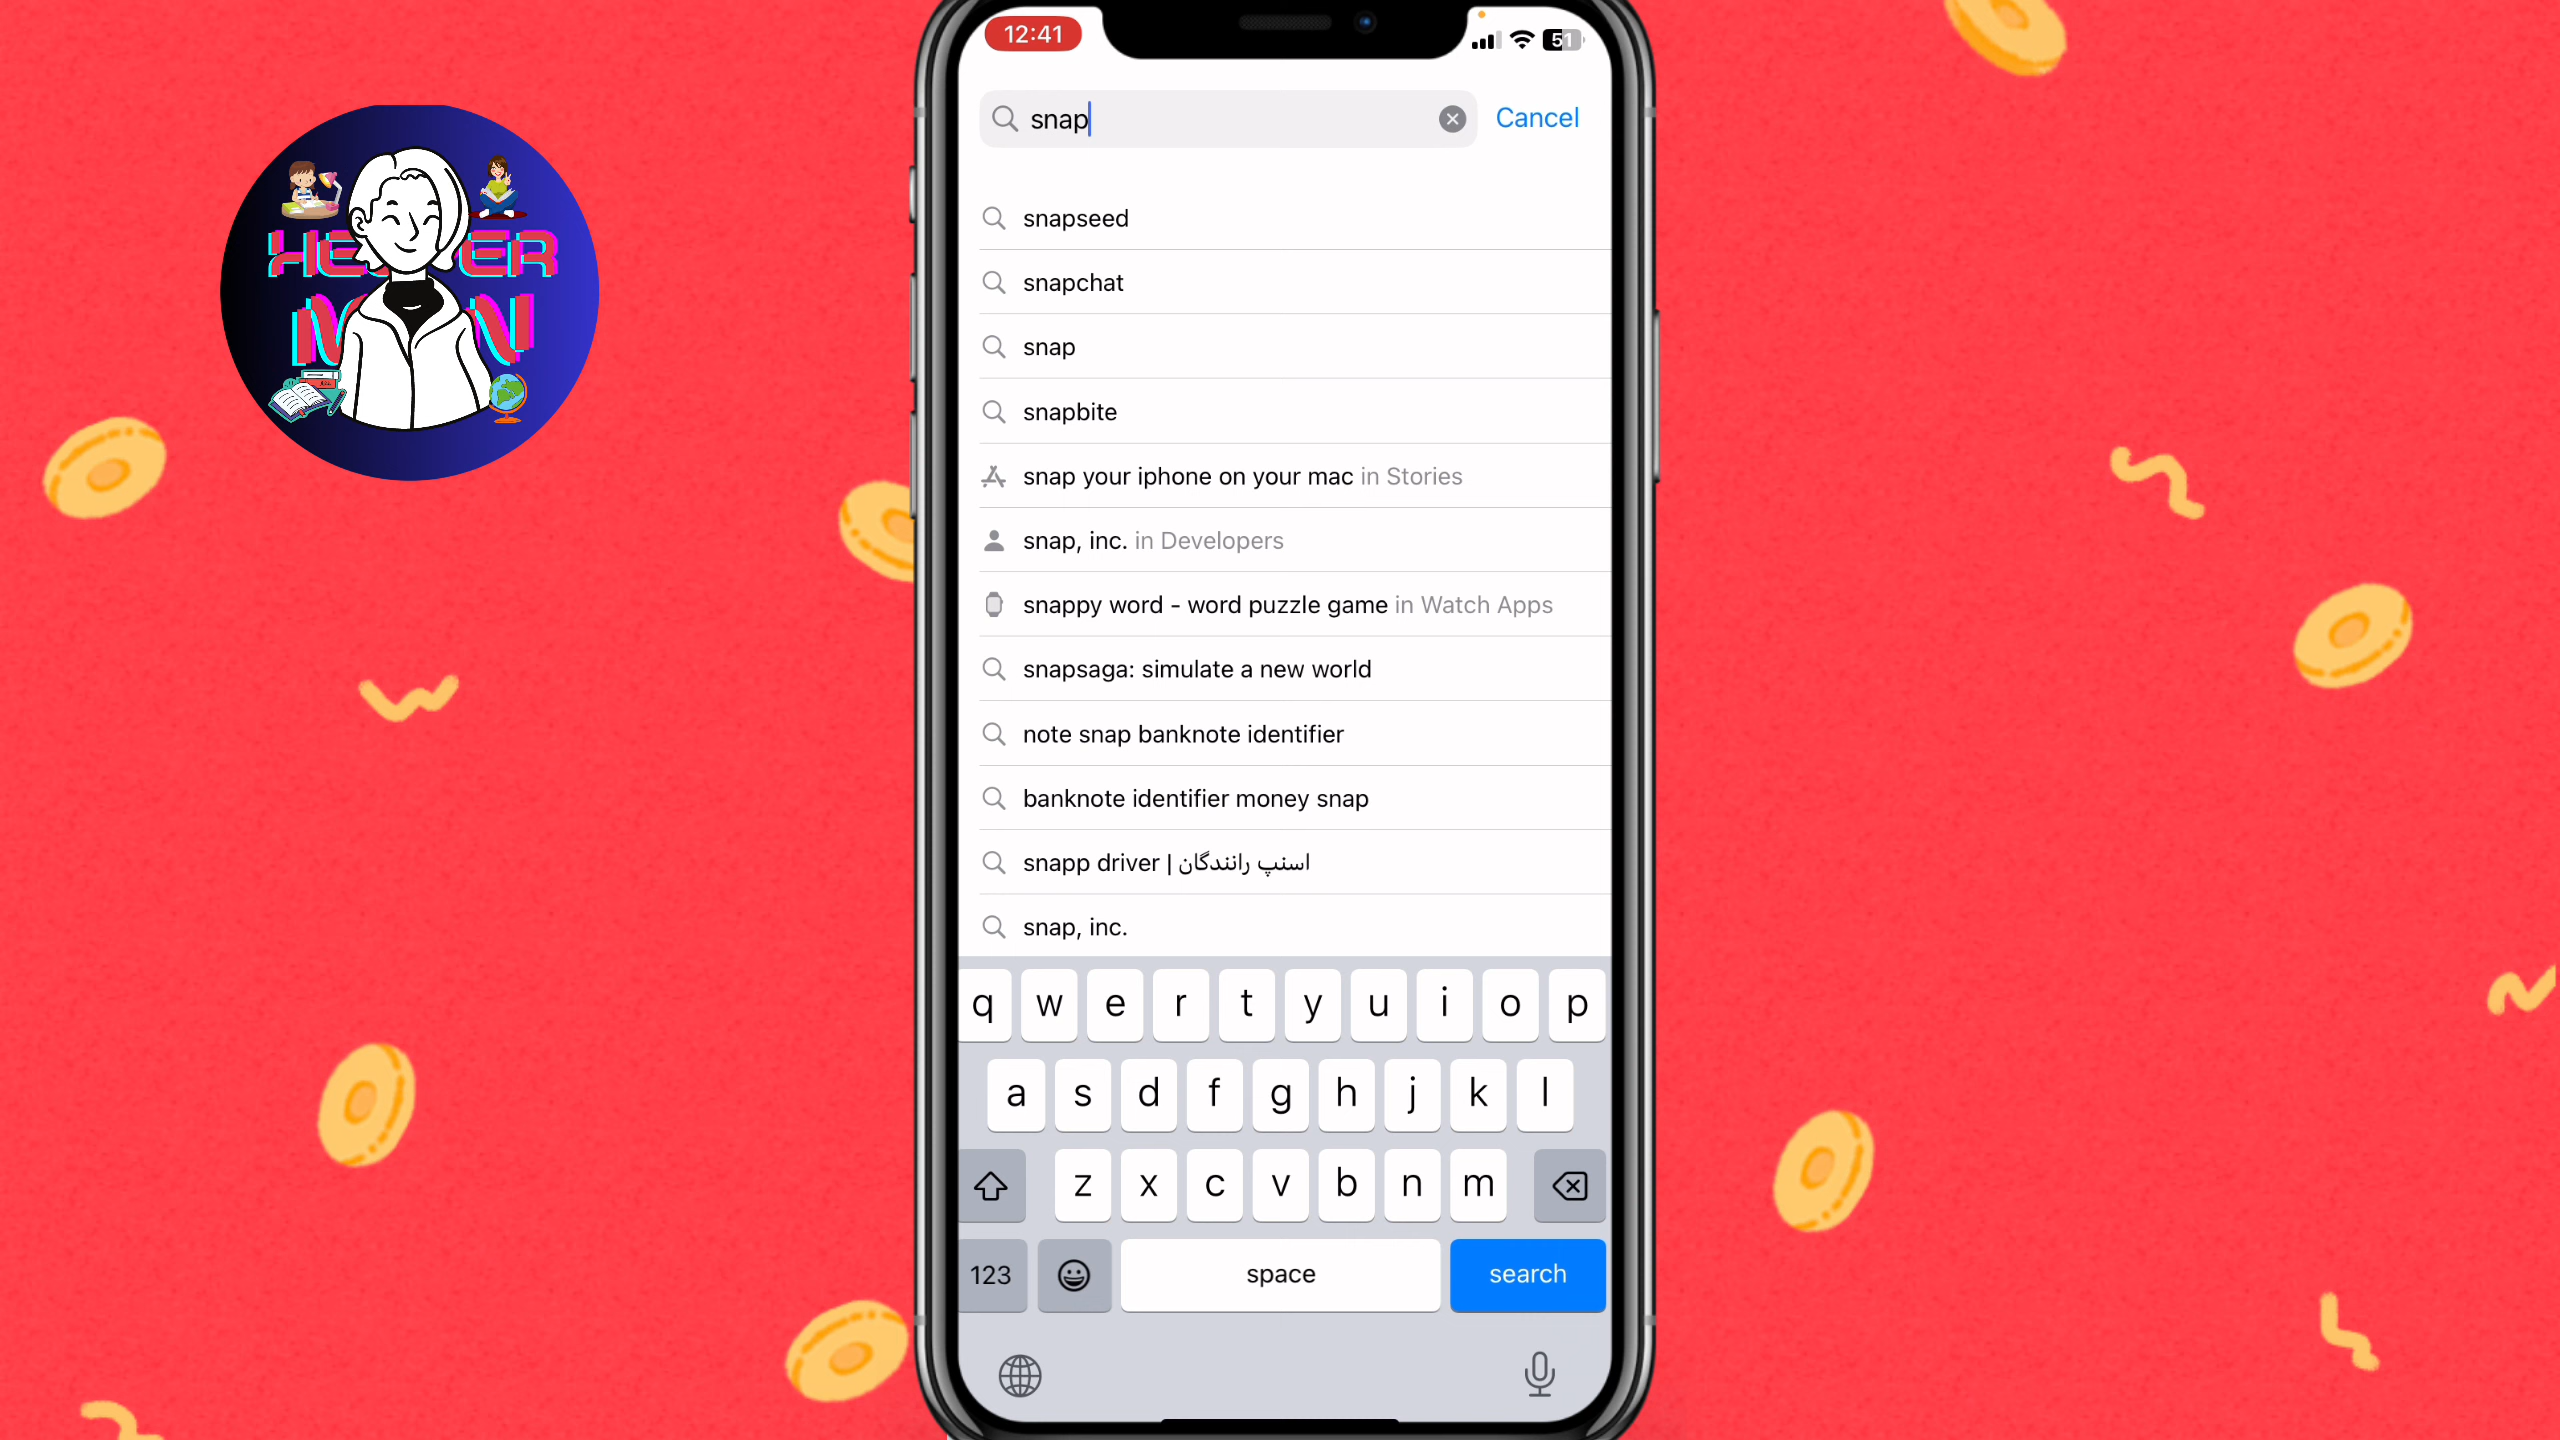 12:41
51
snap
Cancel
snapseed
snapchat
snap
snapbite
snap your iphone on your mac in Stories
snap, inc. in Developers
snappy word - word puzzle game in Watch Apps
snapsaga: simulate a new world
note snap banknote identifier
banknote identifier money snap
snapp driver | اسنپ رانندگان
snap, inc.
q w e r t y u i o p
a s d f g h j k l
z x c v b n m
123 space search